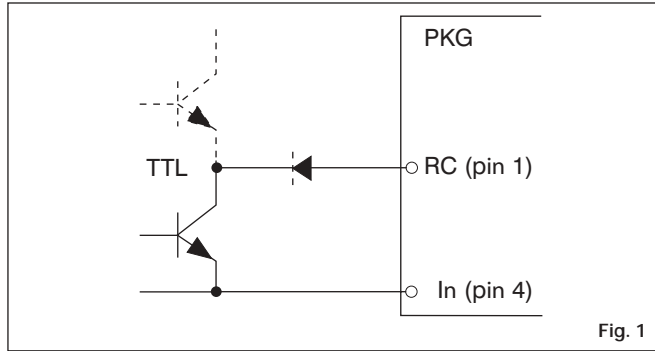 PKG
TTL
RC (pin 1)
In (pin 4)
Fig. 1